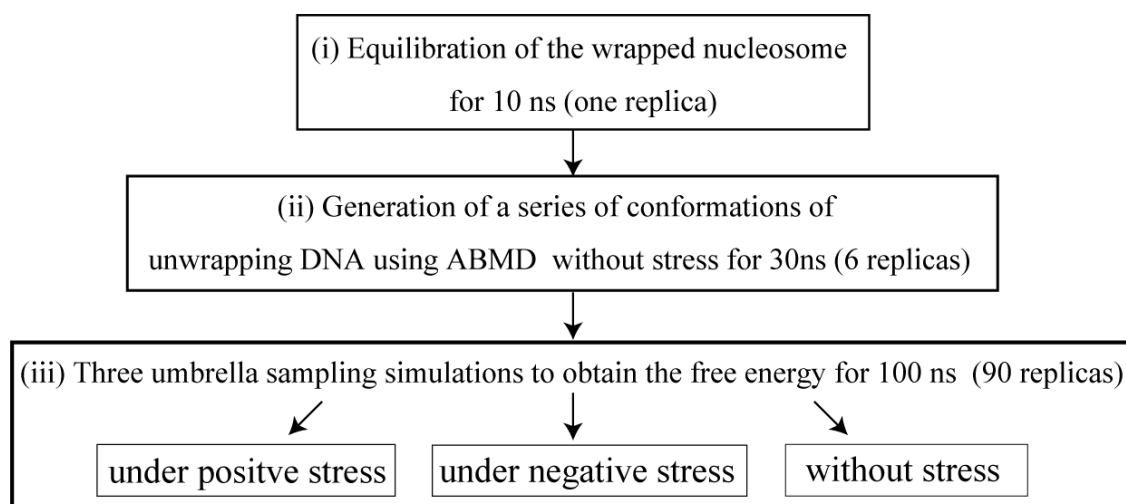 (i) Equilibration of the wrapped nucleosome
for 10 ns (one replica)
(ii) Generation of a series of conformations of
unwrapping DNA using ABMD without stress for 30ns (6 replicas)
(iii) Three umbrella sampling simulations to obtain the free energy for 100 ns (90 replicas)
under positve stress
under negative stress
without stress